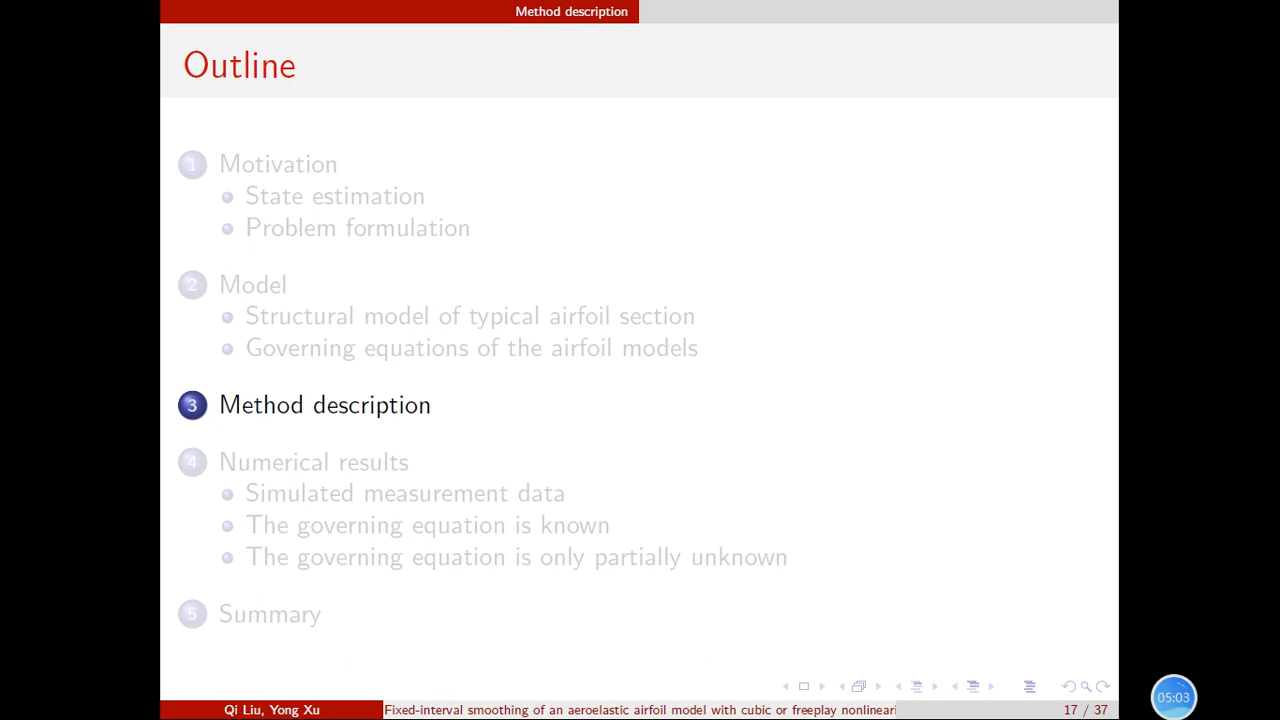 Method description
Outline
1 Motivation
State estimation
Problem formulation
2 Model
Structural model of typical airfoil section
Governing equations of the airfoil models
3 Method description
4 Numerical results
Simulated measurement data
The governing equation is known
The governing equation is only partially unknown
5 Summary
Qi Liu, Yong Xu
Fixed-interval smoothing of an aeroelastic airfoil model with cubic or freeplay nonlineari
17 / 37
05:03